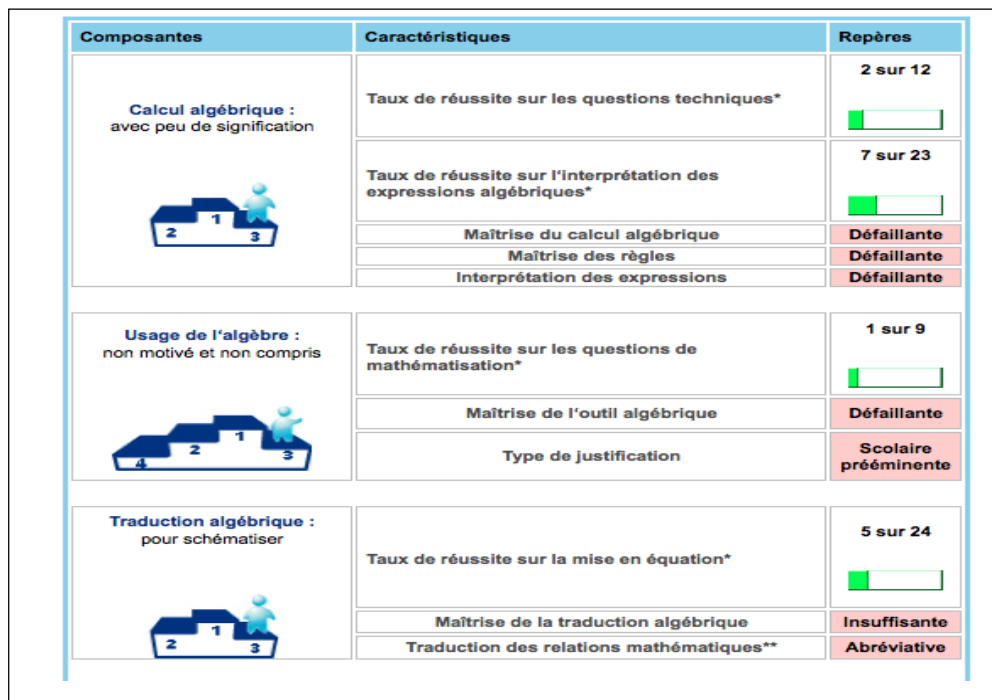 Composantes Caractéristiques Repères
Calcul algébrique :
avec peu de signification
2 1 3
Taux de réussite sur les questions techniques*
2 sur 12
Taux de réussite sur l'interprétation des
expressions algébriques*
7 sur 23
Maîtrise du calcul algébrique Défaillante
Maîtrise des règles Défaillante
Interprétation des expressions Défaillante
Usage de l'algèbre :
non motivé et non compris
4 2 1 3
Taux de réussite sur les questions de
mathématisation*
1 sur 9
Maîtrise de l'outil algébrique Défaillante
Type de justification Scolaire
prééminente
Traduction algébrique :
pour schématiser
2 1 3
Taux de réussite sur la mise en équation*
5 sur 24
Maîtrise de la traduction algébrique Insuffisante
Traduction des relations mathématiques** Abréviative